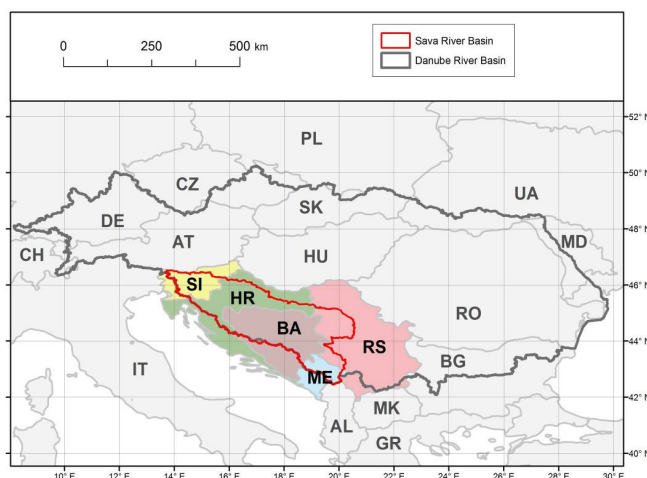 0 250 500 km
Sava River Basin
Danube River Basin
52° N
PL
50° N
CZ
UA
DE
SK
48° N
AT
MD
CH
HU
46° N
SI
HR
RO
BA
RS
44° N
IT
BG
ME
42° N
MK
AL
GR
40° N
10° E 12° E 14° E 16° E 18° E 20° E 22° E 24° E 26° E 28° E 30° E